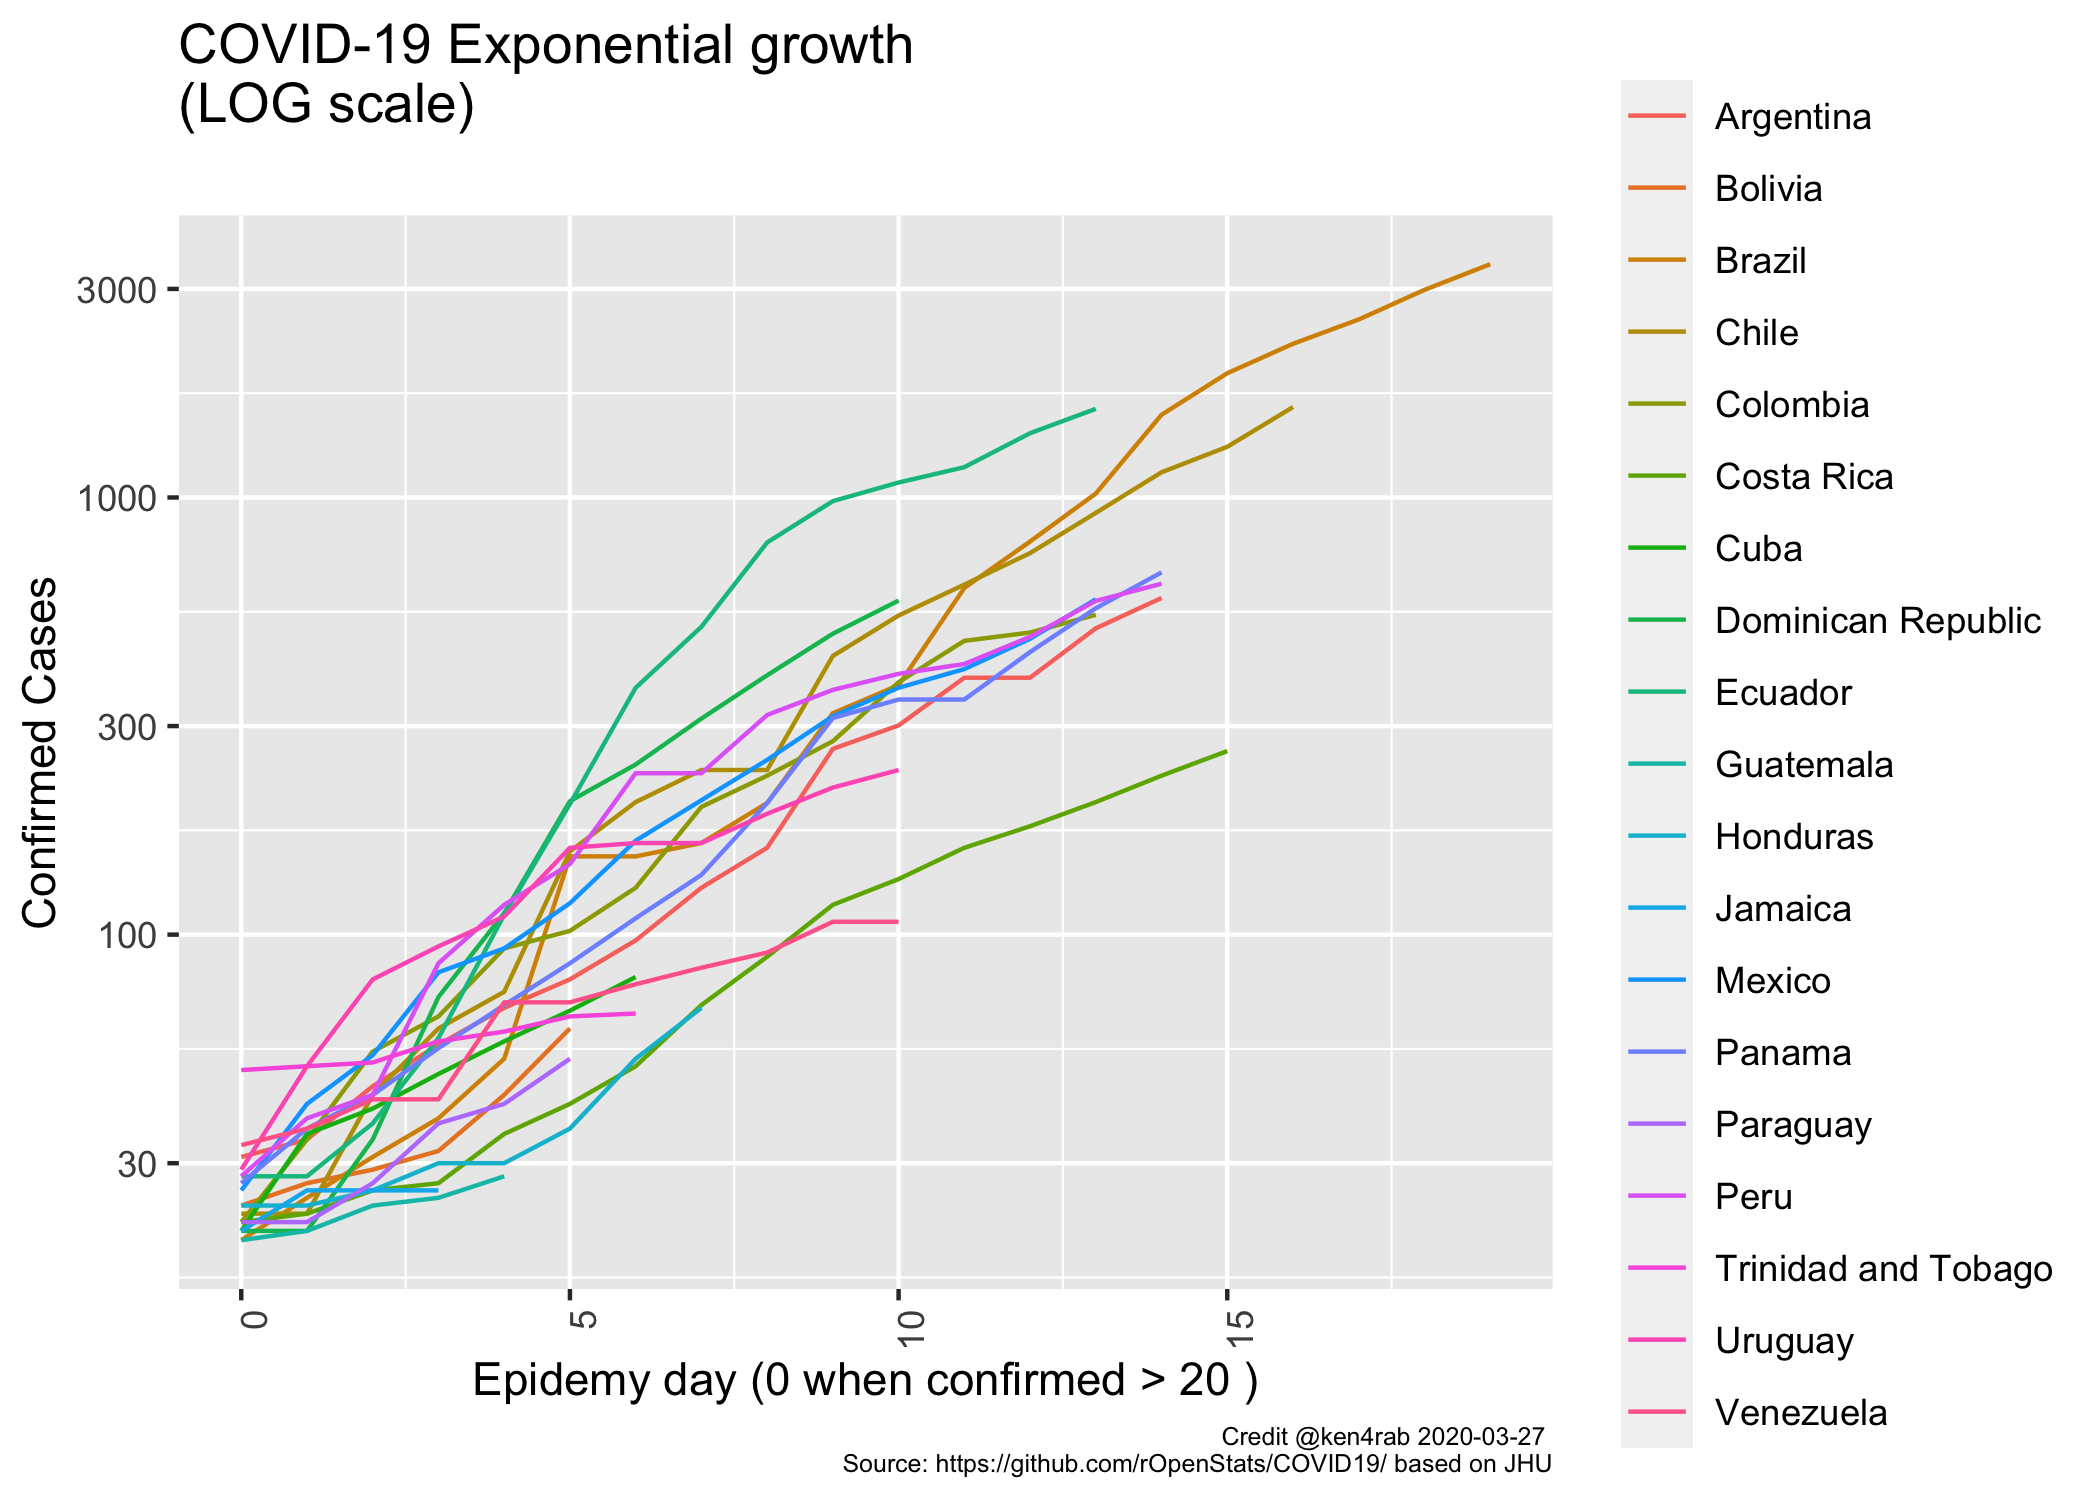 COVID-19 Exponential growth
(LOG scale)
Confirmed Cases
3000
1000
300
100
30
0
5
10
15
Epidemy day (0 when confirmed > 20 )
Argentina
Bolivia
Brazil
Chile
Colombia
Costa Rica
Cuba
Dominican Republic
Ecuador
Guatemala
Honduras
Jamaica
Mexico
Panama
Paraguay
Peru
Trinidad and Tobago
Uruguay
Venezuela
Credit @ken4rab 2020-03-27
Source: https://github.com/rOpenStats/COVID19/ based on JHU